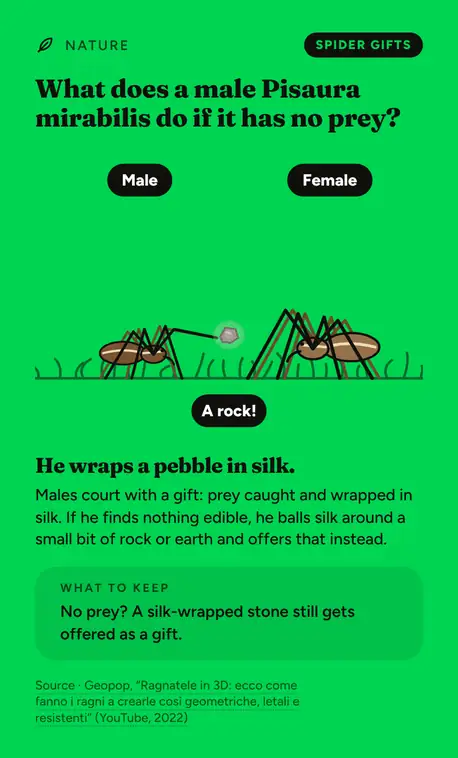 NATURE
SPIDER GIFTS
What does a male Pisaura
mirabilis do if it has no prey?
Male
Female
A rock!
He wraps a pebble in silk.
Males court with a gift: prey caught and wrapped in
silk. If he finds nothing edible, he balls silk around a
small bit of rock or earth and offers that instead.
WHAT TO KEEP
No prey? A silk-wrapped stone still gets
offered as a gift.
Source · Geopop, “Ragnatele in 3D: ecco come
fanno i ragni a crearle così geometriche, letali e
resistenti” (YouTube, 2022)